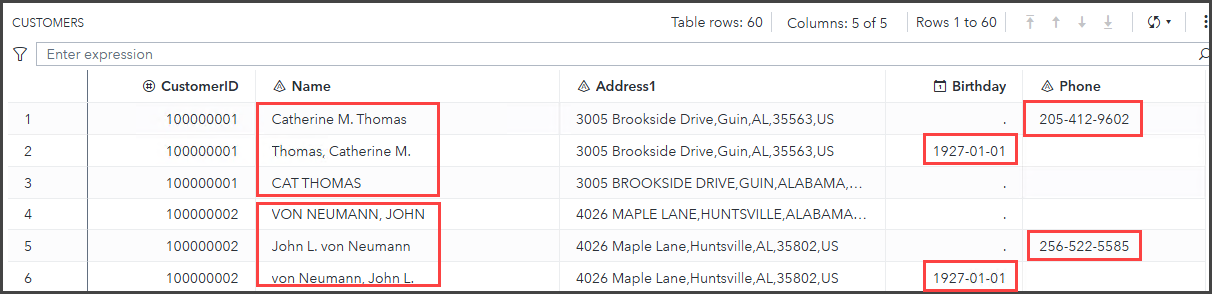 CUSTOMERS Table rows: 60 Columns: 5 of 5 Rows 1 to 60
Enter expression
CustomerID Name Address1 Birthday Phone
1 100000001 Catherine M. Thomas 3005 Brookside Drive,Guin,AL,35563,US . 205-412-9602
2 100000001 Thomas, Catherine M. 3005 Brookside Drive,Guin,AL,35563,US 1927-01-01
3 100000001 CAT THOMAS 3005 BROOKSIDE DRIVE,GUIN,ALABAMA,... .
4 100000002 VON NEUMANN, JOHN 4026 MAPLE LANE,HUNTSVILLE,ALABAMA... .
5 100000002 John L. von Neumann 4026 Maple Lane,Huntsville,AL,35802,US . 256-522-5585
6 100000002 von Neumann, John L. 4026 Maple Lane,Huntsville,AL,35802,US 1927-01-01